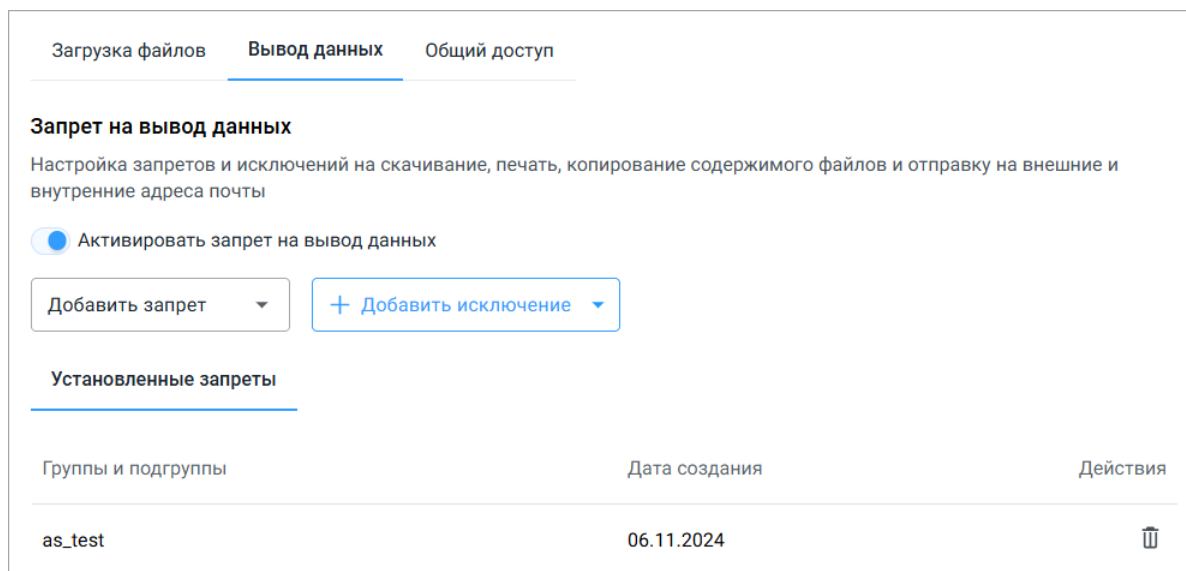 Загрузка файлов Вывод данных Общий доступ
Запрет на вывод данных
Настройка запретов и исключений на скачивание, печать, копирование содержимого файлов и отправку на внешние и
внутренние адреса почты
Активировать запрет на вывод данных
Добавить запрет + Добавить исключение
Установленные запреты
Группы и подгруппы Дата создания Действия
as_test 06.11.2024